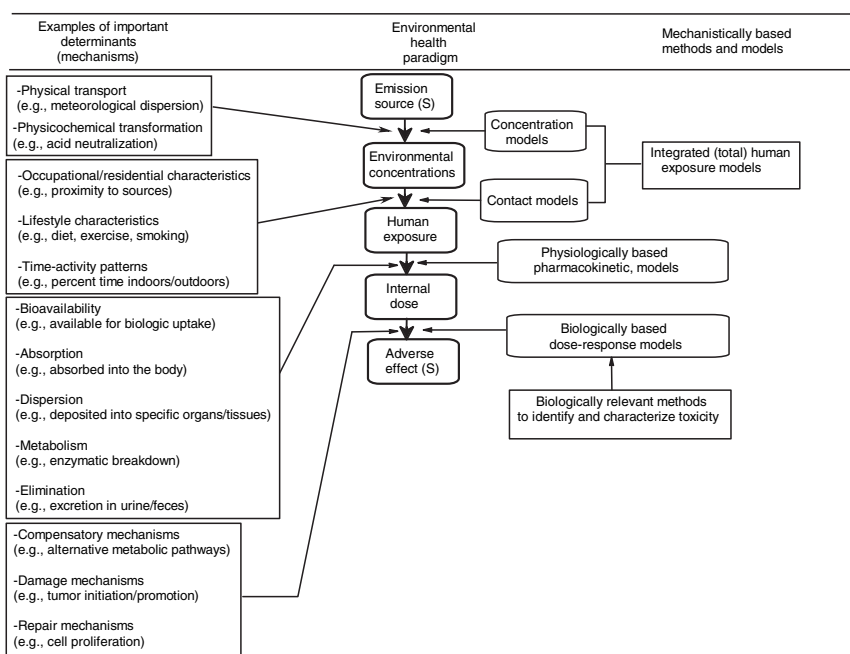 Examples of important
determinants
(mechanisms)
Environmental
health
paradigm
Mechanistically based
methods and models
-Physical transport
(e.g., meteorological dispersion)
-Physicochemical transformation
(e.g., acid neutralization)
-Occupational/residential characteristics
(e.g., proximity to sources)
-Lifestyle characteristics
(e.g., diet, exercise, smoking)
-Time-activity patterns
(e.g., percent time indoors/outdoors)
-Bioavailability
(e.g., available for biologic uptake)
-Absorption
(e.g., absorbed into the body)
-Dispersion
(e.g., deposited into specific organs/tissues)
-Metabolism
(e.g., enzymatic breakdown)
-Elimination
(e.g., excretion in urine/feces)
-Compensatory mechanisms
(e.g., alternative metabolic pathways)
-Damage mechanisms
(e.g., tumor initiation/promotion)
-Repair mechanisms
(e.g., cell proliferation)
Emission
source (S)
Environmental
concentrations
Human
exposure
Internal
dose
Adverse
effect (S)
Concentration
models
Contact models
Integrated (total) human
exposure models
Physiologically based
pharmacokinetic, models
Biologically based
dose-response models
Biologically relevant methods
to identify and characterize toxicity